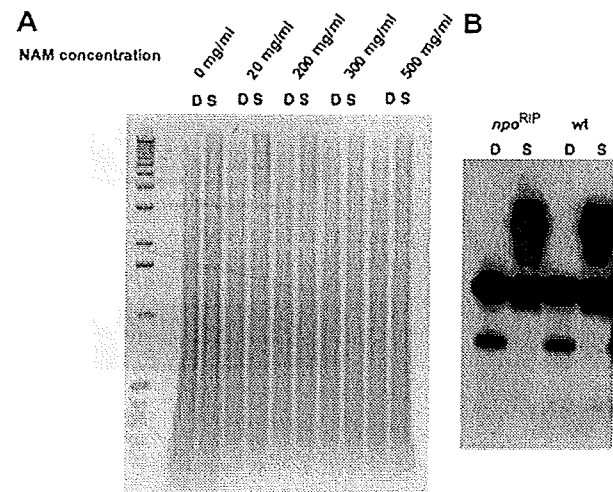 A
NAM concentration
0 mg/ml 20 mg/ml 200 mg/ml 300 mg/ml 500 mg/ml
D S D S D S D S D S
B
npoRIP wt
D S D S